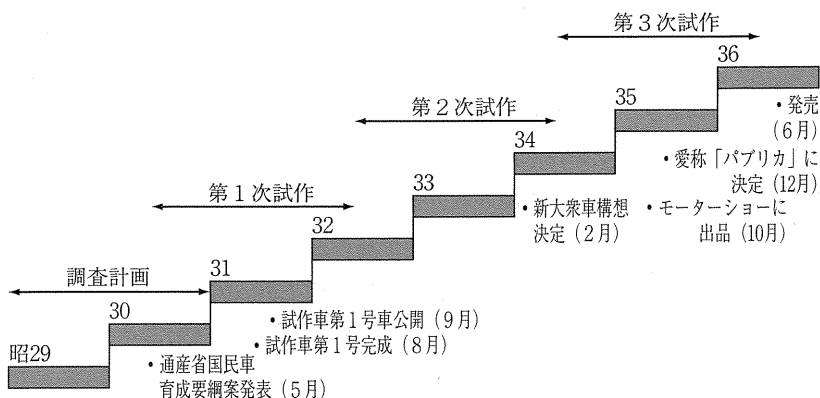 第3次試作
36
・発売
(6月)
35
・愛称「パブリカ」に
決定(12月)
・モーターショーに
出品(10月)
第2次試作
34
・新大衆車構想
決定(2月)
33
第1次試作
32
31
・試作車第1号車公開(9月)
・試作車第1号完成(8月)
調査計画
30
・通産省国民車
育成要綱案発表(5月)
昭29